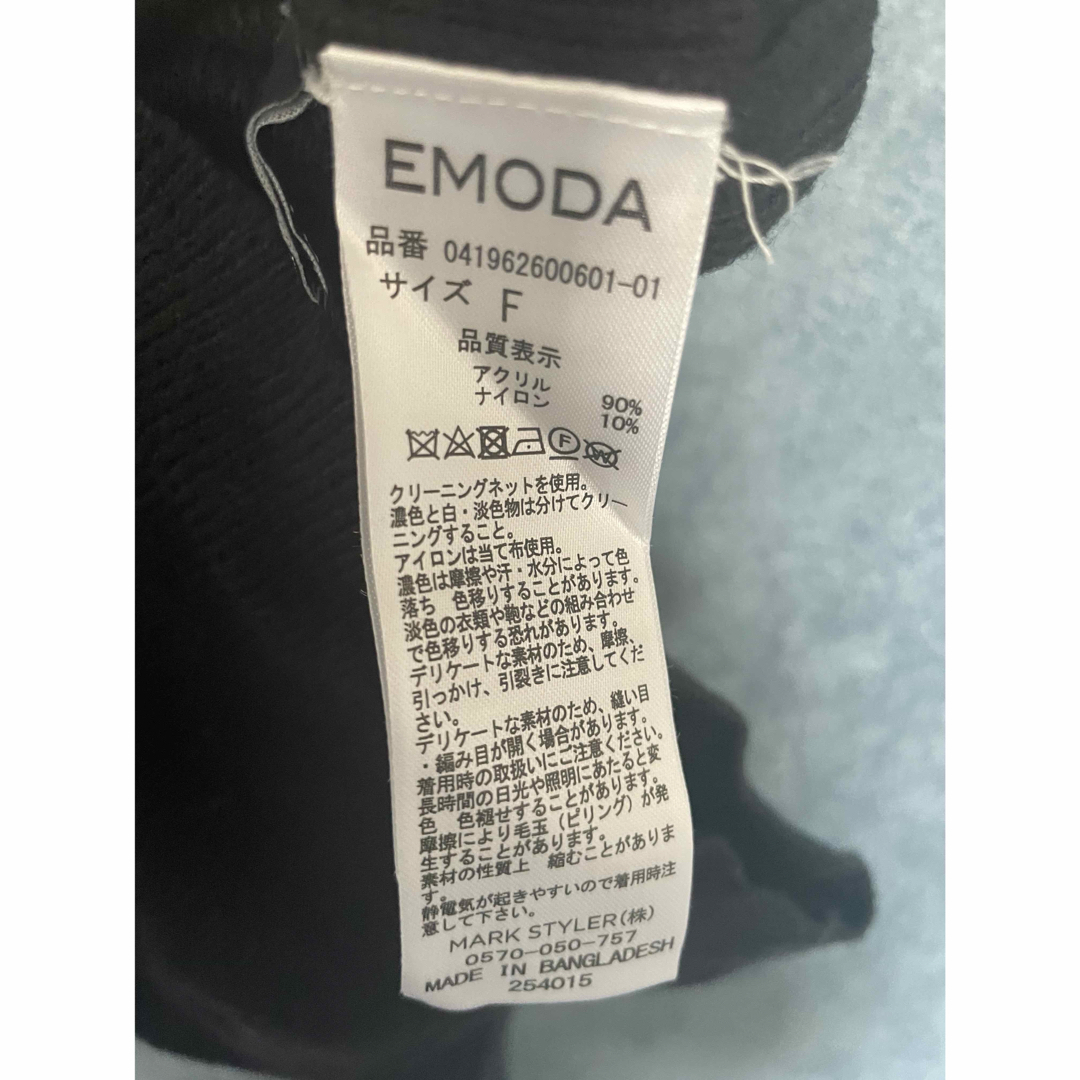 EMODA
品番 041962600601-01
サイズ F
品質表示
アクリル 90%
ナイロン 10%
F
W
クリーニングネットを使用。
濃色と白・淡色物は分けてクリー
ニングすること。
アイロンは当て布使用。
濃色は摩擦や汗・水分によって色
落ち 色移りすることがあります。
淡色の衣類や鞄などの組み合わせ
で色移りする恐れがあります。
デリケートな素材のため、摩擦、
引っかけ、引裂きに注意してくだ
さい。
デリケートな素材のため、縫い目
・編み目が開く場合があります。
着用時の取扱いにご注意ください。
長時間の日光や照明にあたると変
色 色褪せすることがあります。
摩擦により毛玉(ピリング)が発
生することがあります。
素材の性質上 縮むことがありま
す。
静電気が起きやすいので着用時注
意して下さい。
MARK STYLER(株)
0570-050-757
MADE IN BANGLADESH
254015